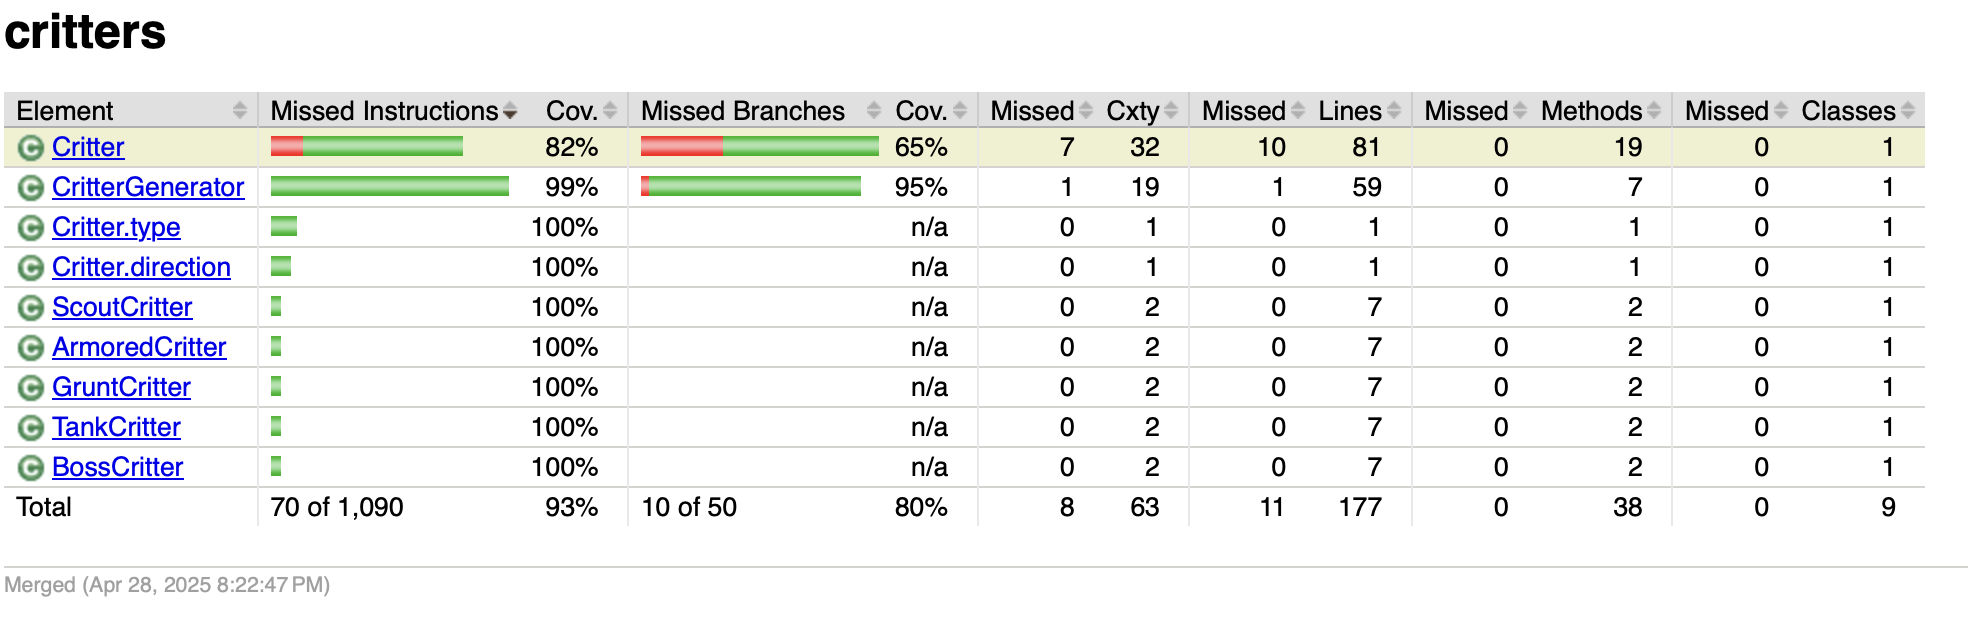 critters
Element Missed Instructions Cov. Missed Branches Cov. Missed Cxty Missed Lines Missed Methods Missed Classes
Critter 82% 65% 7 32 10 81 0 19 0 1
CritterGenerator 99% 95% 1 19 1 59 0 7 0 1
Critter.type 100% n/a 0 1 0 1 0 1 0 1
Critter.direction 100% n/a 0 1 0 1 0 1 0 1
ScoutCritter 100% n/a 0 2 0 7 0 2 0 1
ArmoredCritter 100% n/a 0 2 0 7 0 2 0 1
GruntCritter 100% n/a 0 2 0 7 0 2 0 1
TankCritter 100% n/a 0 2 0 7 0 2 0 1
BossCritter 100% n/a 0 2 0 7 0 2 0 1
Total 70 of 1,090 93% 10 of 50 80% 8 63 11 177 0 38 0 9
Merged (Apr 28, 2025 8:22:47 PM)